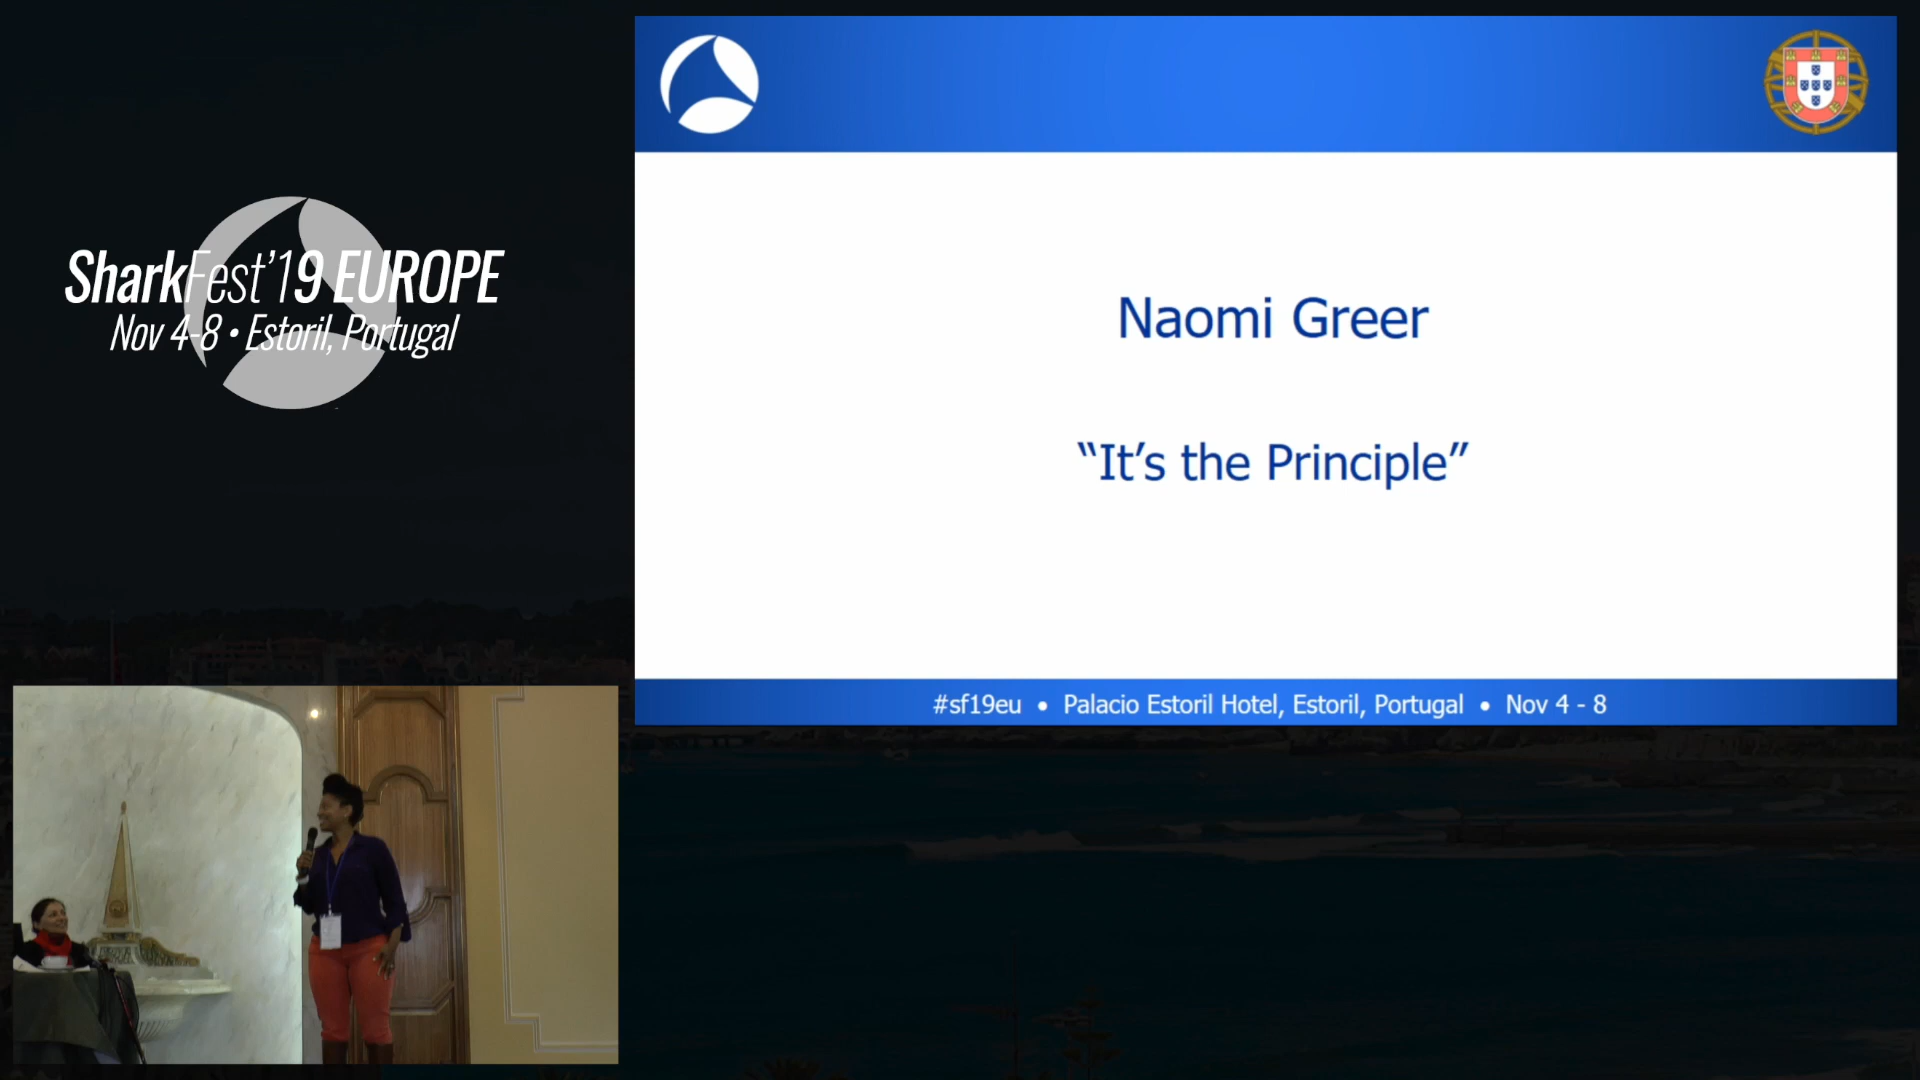 SharkFest'19 EUROPE
Nov 4-8 • Estoril, Portugal
Naomi Greer
“It’s the Principle”
#sf19eu • Palacio Estoril Hotel, Estoril, Portugal • Nov 4 - 8